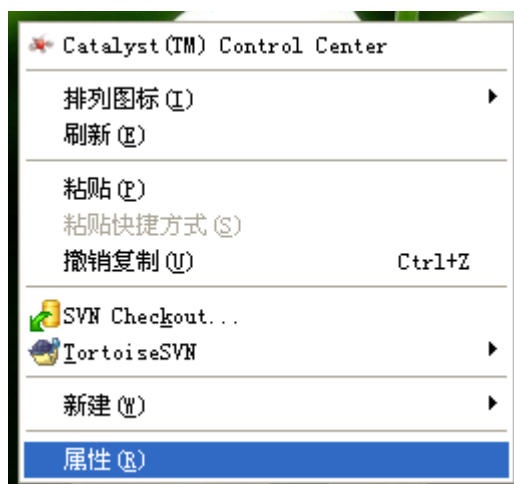 Catalyst(TM) Control Center
排列图标(I)
刷新(E)
粘贴(P)
粘贴快捷方式(S)
撤销复制(U) Ctrl+Z
SVN Checkout...
TortoiseSVN
新建(W)
属性(R)